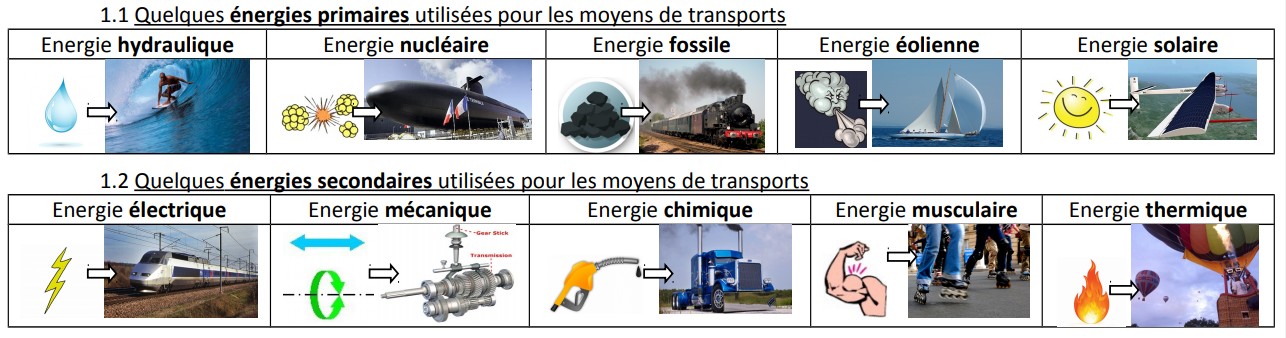 1.1 Quelques énergies primaires utilisées pour les moyens de transports
Energie hydraulique
Energie nucléaire
Energie fossile
Energie éolienne
Energie solaire
1.2 Quelques énergies secondaires utilisées pour les moyens de transports
Energie électrique
Energie mécanique
Energie chimique
Energie musculaire
Energie thermique
Gear Stick
Transmission